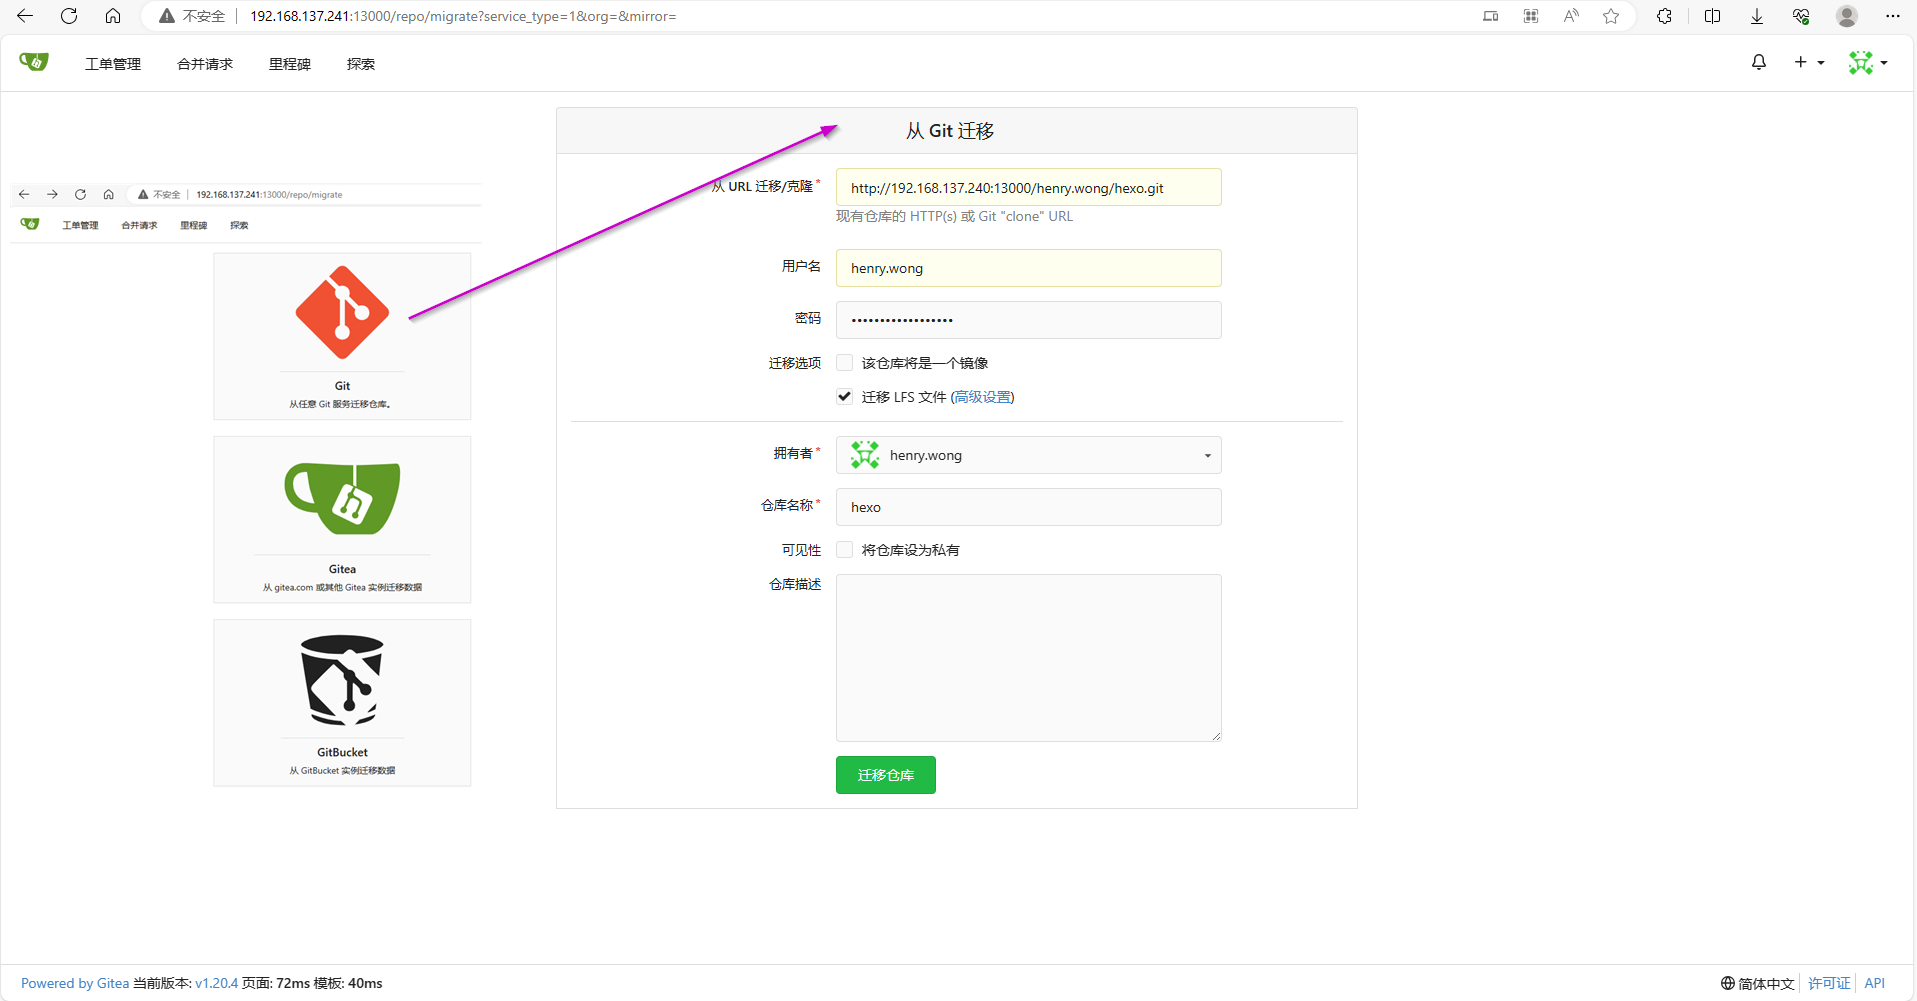 不安全 192.168.137.241:13000/repo/migrate?service_type=1&org=&mirror=
工单管理 合并请求 里程碑 探索
不安全 192.168.137.241:13000/repo/migrate
工单管理 合并请求 里程碑 探索
Git
从任意 Git 服务迁移仓库。
Gitea
从 gitea.com 或其他 Gitea 实例迁移数据
GitBucket
从 GitBucket 实例迁移数据
从 Git 迁移
从 URL 迁移/克隆* http://192.168.137.240:13000/henry.wong/hexo.git
现有仓库的 HTTP(s) 或 Git "clone" URL
用户名 henry.wong
密码 ••••••••••••••••••
迁移选项 该仓库将是一个镜像
迁移 LFS 文件 (高级设置)
拥有者* henry.wong
仓库名称* hexo
可见性 将仓库设为私有
仓库描述
迁移仓库
Powered by Gitea 当前版本: v1.20.4 页面: 72ms 模板: 40ms
简体中文 许可证 API